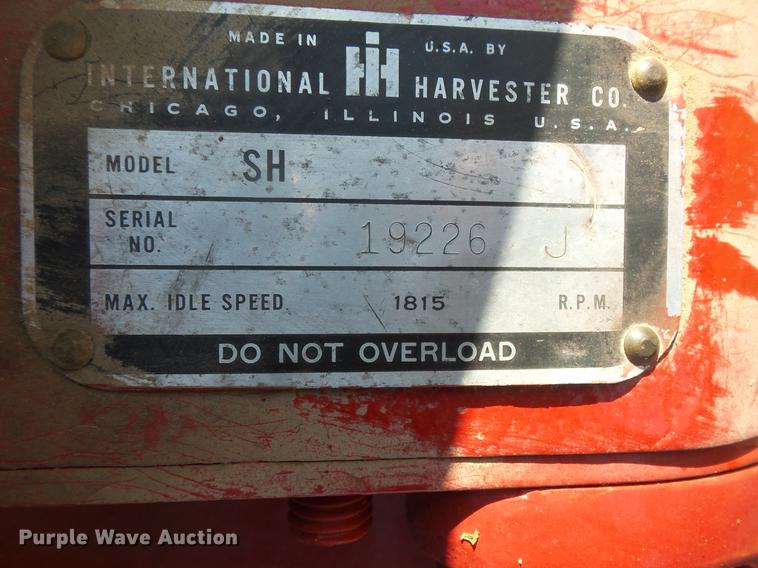 MADE IN IH U.S.A. BY
INTERNATIONAL HARVESTER CO.
CHICAGO, ILLINOIS U.S.A.
MODEL SH
SERIAL NO. 19226 J
MAX. IDLE SPEED 1815 R.P.M.
DO NOT OVERLOAD
Purple Wave Auction